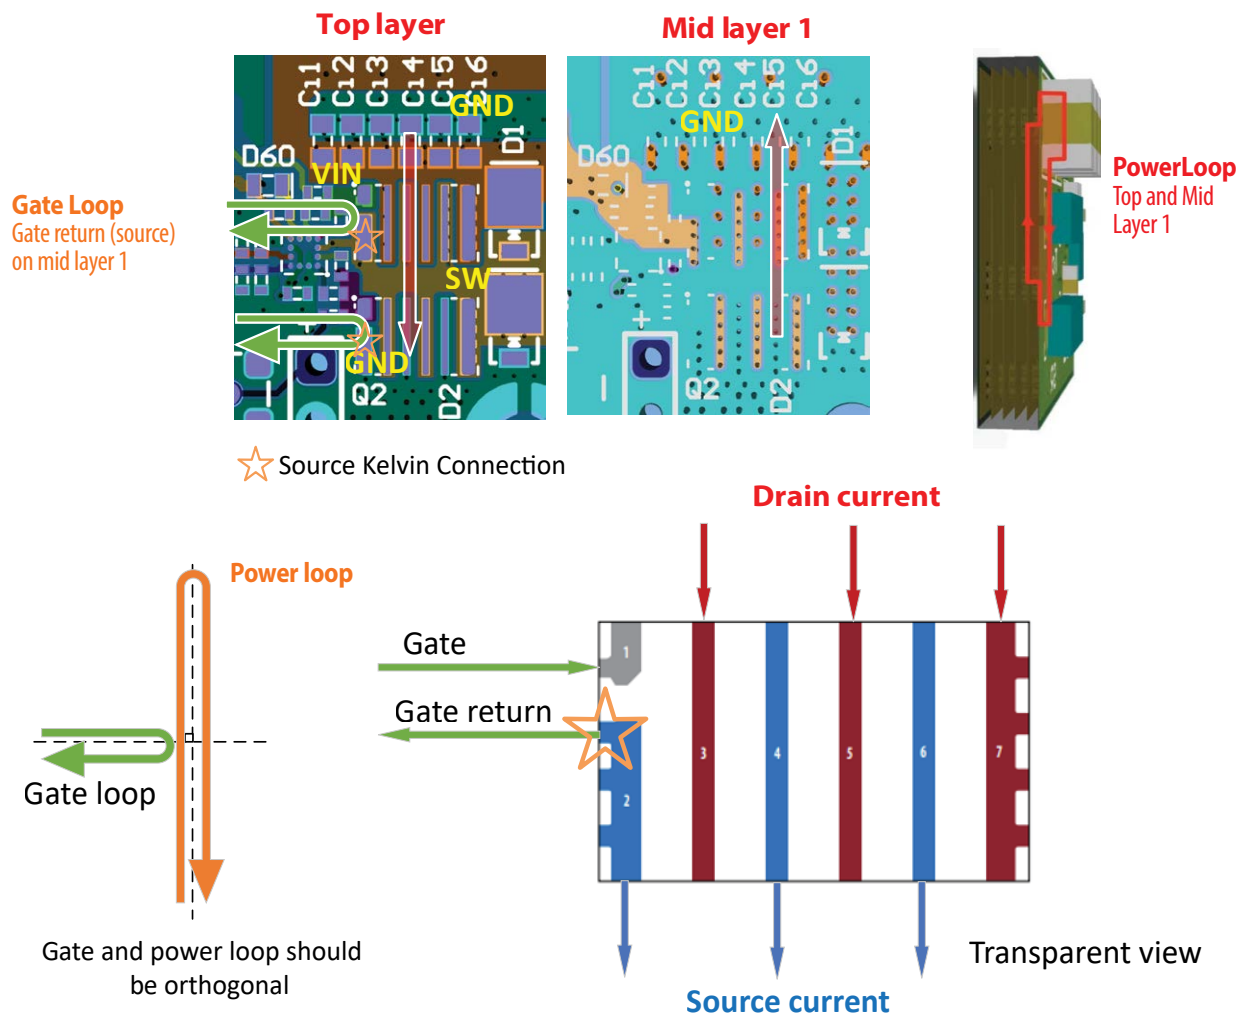 Top layer
Mid layer 1
C11 C12 C13 C14 C15 C16
GND
D60
D1
VIN
SW
GND
Q2
D2
C11 C12 C13 C14 C15 C16
GND
D60
D1
Q2
D2
PowerLoop
Top and Mid
Layer 1
Gate Loop
Gate return (source)
on mid layer 1
Source Kelvin Connection
Drain current
Power loop
Gate
Gate return
1
2
3
4
5
6
7
Gate loop
Gate and power loop should
be orthogonal
Transparent view
Source current